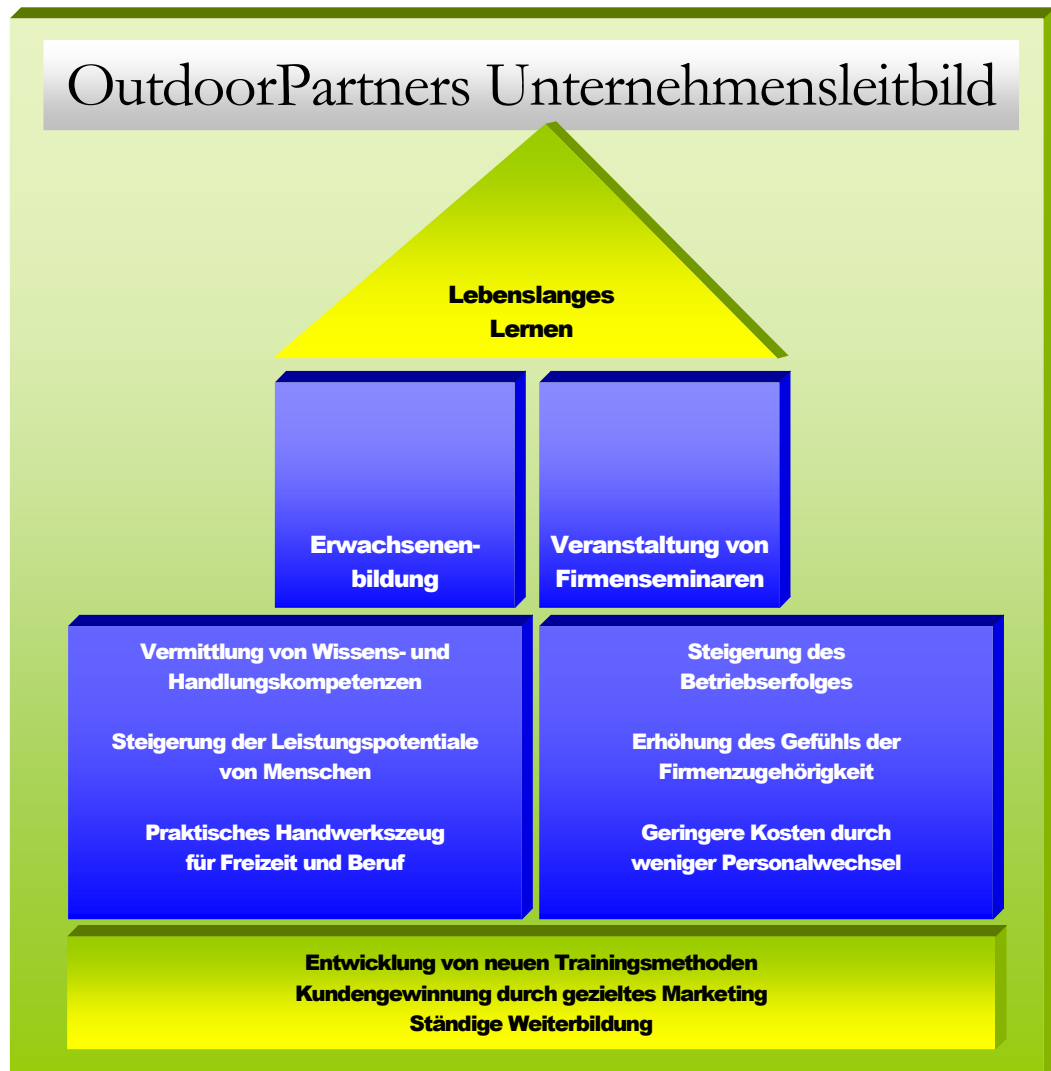 OutdoorPartners Unternehmensleitbild
Lebenslanges
Lernen
Erwachsenen-
bildung
Veranstaltung von
Firmenseminaren
Vermittlung von Wissens- und
Handlungskompetenzen
Steigerung der Leistungspotentiale
von Menschen
Praktisches Handwerkszeug
für Freizeit und Beruf
Steigerung des
Betriebserfolges
Erhöhung des Gefühls der
Firmenzugehörigkeit
Geringere Kosten durch
weniger Personalwechsel
Entwicklung von neuen Trainingsmethoden
Kundengewinnung durch gezieltes Marketing
Ständige Weiterbildung